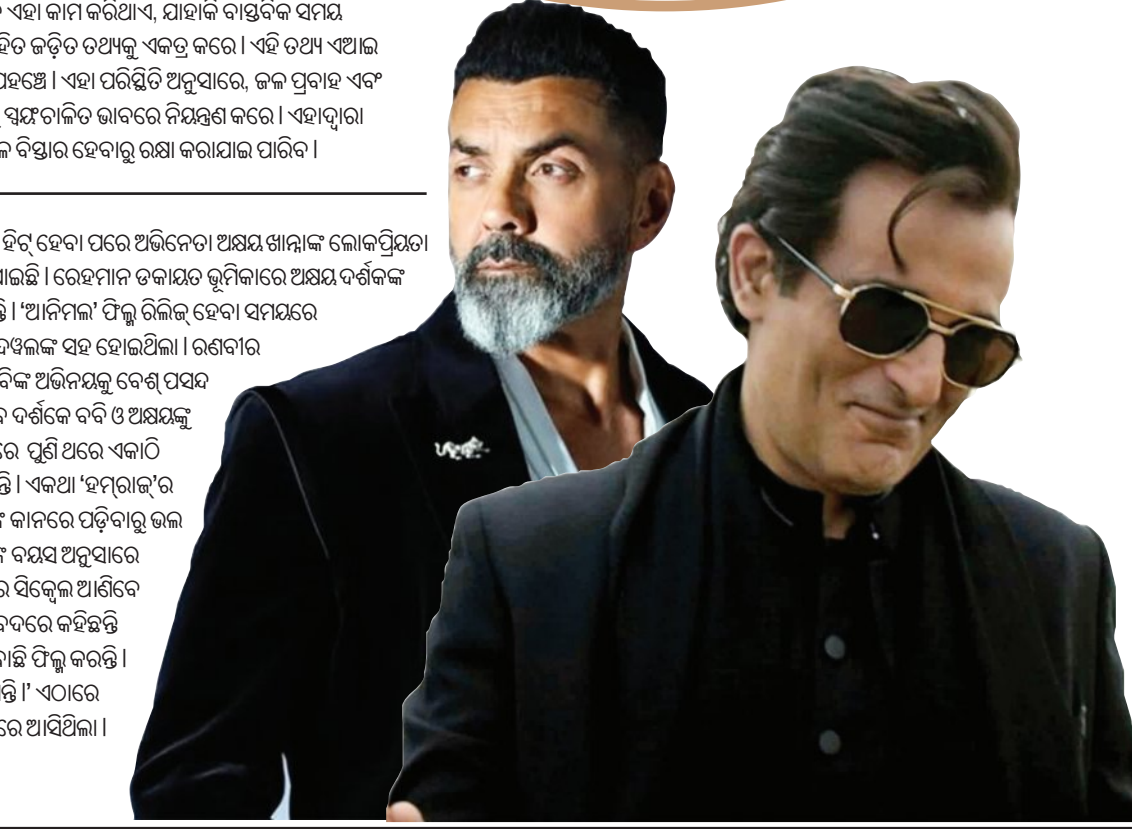 ଏହା କାମ କରିଥାଏ, ଯାହାକି ବାସ୍ତବିକ ସମୟ
ଜଡ଼ିତ ତଥ୍ୟକୁ ଏକତ୍ର କରେ । ଏହି ତଥ୍ୟ ଏଆଇ
ପହଞ୍ଚେ । ଏହା ପରିସ୍ଥିତି ଅନୁସାରେ, ଜଳ ପ୍ରବାହ ଏବଂ
ସ୍ୱୟଂଚାଳିତ ଭାବରେ ନିୟନ୍ତ୍ରଣ କରେ । ଏହାଦ୍ୱାରା
ବିସ୍ତାର ହେବାରୁ ରକ୍ଷା କରାଯାଇ ପାରିବ ।
ହିଟ୍ ହେବା ପରେ ଅଭିନେତା ଅକ୍ଷୟ ଖାନ୍ନାଙ୍କ ଲୋକପ୍ରିୟତା
। ରେହମାନ ଡକାୟତ ଭୂମିକାରେ ଅକ୍ଷୟ ଦର୍ଶକଙ୍କ
। ‘ଆନିମଲ’ ଫିଲ୍ମ ରିଲିଜ୍ ହେବା ସମୟରେ
ସହ ହୋଇଥିଲା । ରଣବୀର
ଅଭିନୟକୁ ବେଶ୍ ପସନ୍ଦ
ଦର୍ଶକେ ବବି ଓ ଅକ୍ଷୟଙ୍କୁ
ପୁଣି ଥରେ ଏକାଠି
। ଏକଥା ‘ହମ୍‌ରାଜ୍’ର
କାନରେ ପଡ଼ିବାରୁ ଭଲ
ବୟସ ଅନୁସାରେ
ସିକ୍ୱେଲ ଆଣିବେ
କହିଛନ୍ତି
ଫିଲ୍ମ କରନ୍ତି ।
ଏଠାରେ
ଆସିଥିଲା ।